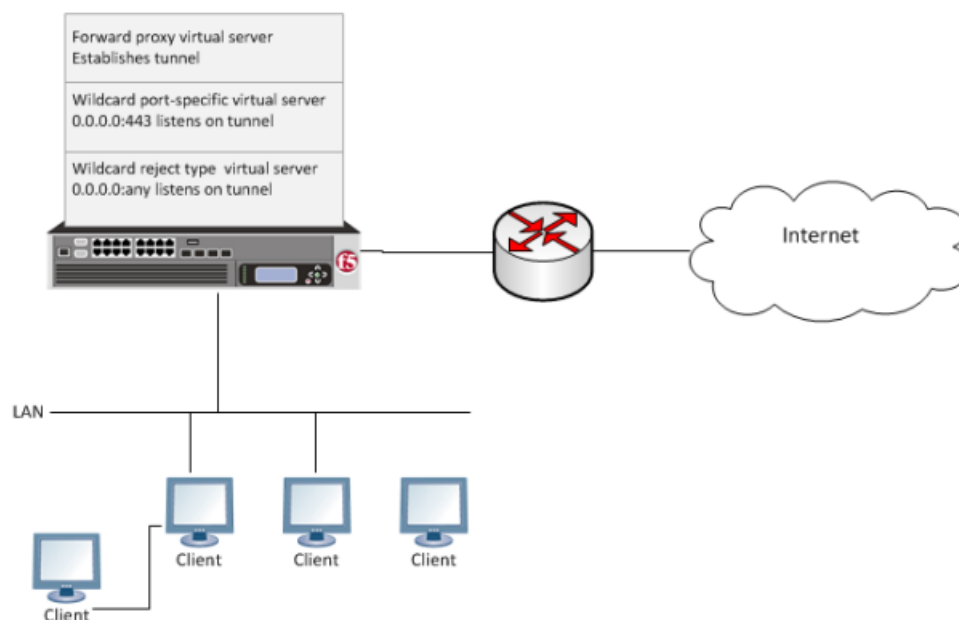 Forward proxy virtual server
Establishes tunnel
Wildcard port-specific virtual server
0.0.0.0:443 listens on tunnel
Wildcard reject type virtual server
0.0.0.0:any listens on tunnel
f5
Internet
LAN
Client
Client
Client
Client